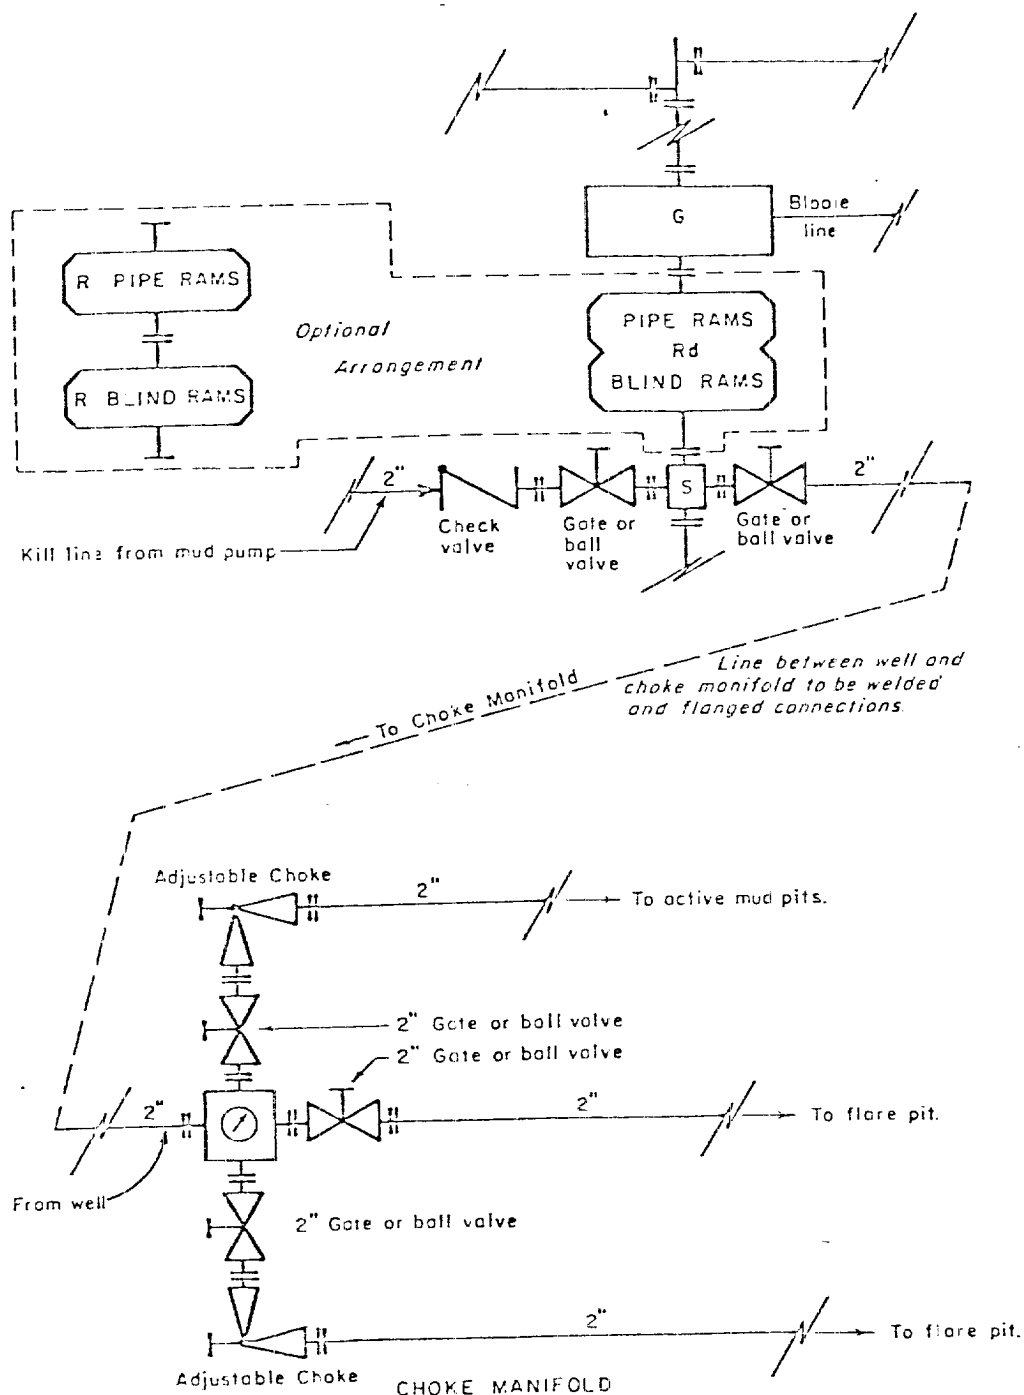 G
Blooie
line
R PIPE RAMS
Optional
Arrangement
R BLIND RAMS
PIPE RAMS
Rd
BLIND RAMS
2"
S
2"
Check
valve
Gate or
ball
valve
Gate or
ball valve
Kill line from mud pump
Line between well and
choke manifold to be welded
and flanged connections.
To Choke Manifold
Adjustable Choke
2"
To active mud pits.
2" Gate or ball valve
2" Gate or ball valve
2"
2"
To flare pit.
From well
2" Gate or ball valve
2"
To flare pit.
Adjustable Choke
CHOKE MANIFOLD